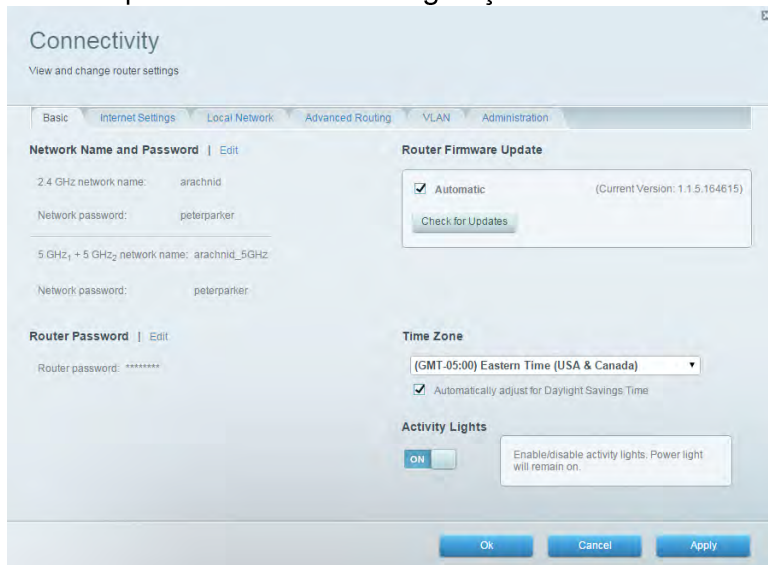 Connectivity
View and change router settings
Basic
Internet Settings
Local Network
Advanced Routing
VLAN
Administration
Network Name and Password | Edit
2.4 GHz network name: arachnid
Network password: peterparker
5 GHz1 + 5 GHz2 network name: arachnid_5GHz
Network password: peterparker
Router Password | Edit
Router password: ********
Router Firmware Update
Automatic
(Current Version: 1.1.5.164615)
Check for Updates
Time Zone
(GMT-05:00) Eastern Time (USA & Canada)
Automatically adjust for Daylight Savings Time
Activity Lights
ON
Enable/disable activity lights. Power light
will remain on.
Ok
Cancel
Apply